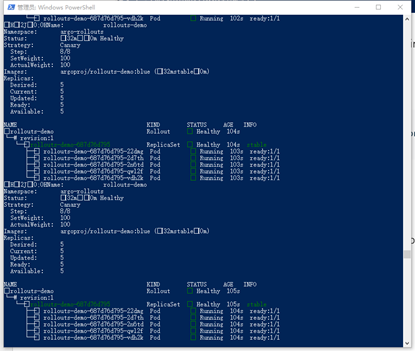 管理员: Windows PowerShell
rollouts-demo-687d76d795-vdb2k Pod Running 102s ready:1/1
□[H□[2J□[0;0HName: rollouts-demo
Namespace: argo-rollouts
Status: □[32m□□[0m Healthy
Strategy: Canary
Step: 8/8
SetWeight: 100
ActualWeight: 100
Images: argoproj/rollouts-demo:blue (□[32mstable□[0m)
Replicas:
Desired: 5
Current: 5
Updated: 5
Ready: 5
Available: 5
NAME KIND STATUS AGE INFO
rollouts-demo Rollout Healthy 104s
# revision:1
rollouts-demo-687d76d795 ReplicaSet Healthy 104s stable
rollouts-demo-687d76d795-22dmg Pod Running 103s ready:1/1
rollouts-demo-687d76d795-2d7th Pod Running 103s ready:1/1
rollouts-demo-687d76d795-2n6td Pod Running 103s ready:1/1
rollouts-demo-687d76d795-qwl2f Pod Running 103s ready:1/1
rollouts-demo-687d76d795-vdb2k Pod Running 103s ready:1/1
□[H□[2J□[0;0HName: rollouts-demo
Namespace: argo-rollouts
Status: □[32m□□[0m Healthy
Strategy: Canary
Step: 8/8
SetWeight: 100
ActualWeight: 100
Images: argoproj/rollouts-demo:blue (□[32mstable□[0m)
Replicas:
Desired: 5
Current: 5
Updated: 5
Ready: 5
Available: 5
NAME KIND STATUS AGE INFO
rollouts-demo Rollout Healthy 105s
# revision:1
rollouts-demo-687d76d795 ReplicaSet Healthy 105s stable
rollouts-demo-687d76d795-22dmg Pod Running 104s ready:1/1
rollouts-demo-687d76d795-2d7th Pod Running 104s ready:1/1
rollouts-demo-687d76d795-2n6td Pod Running 104s ready:1/1
rollouts-demo-687d76d795-qwl2f Pod Running 104s ready:1/1
rollouts-demo-687d76d795-vdb2k Pod Running 104s ready:1/1